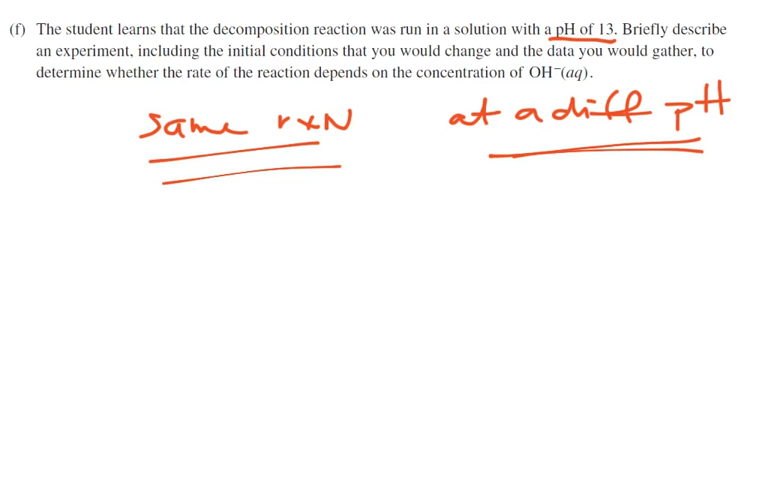 (f) The student learns that the decomposition reaction was run in a solution with a pH of 13. Briefly describe
an experiment, including the initial conditions that you would change and the data you would gather, to
determine whether the rate of the reaction depends on the concentration of OH⁻(aq).
same rxN at a diff pH